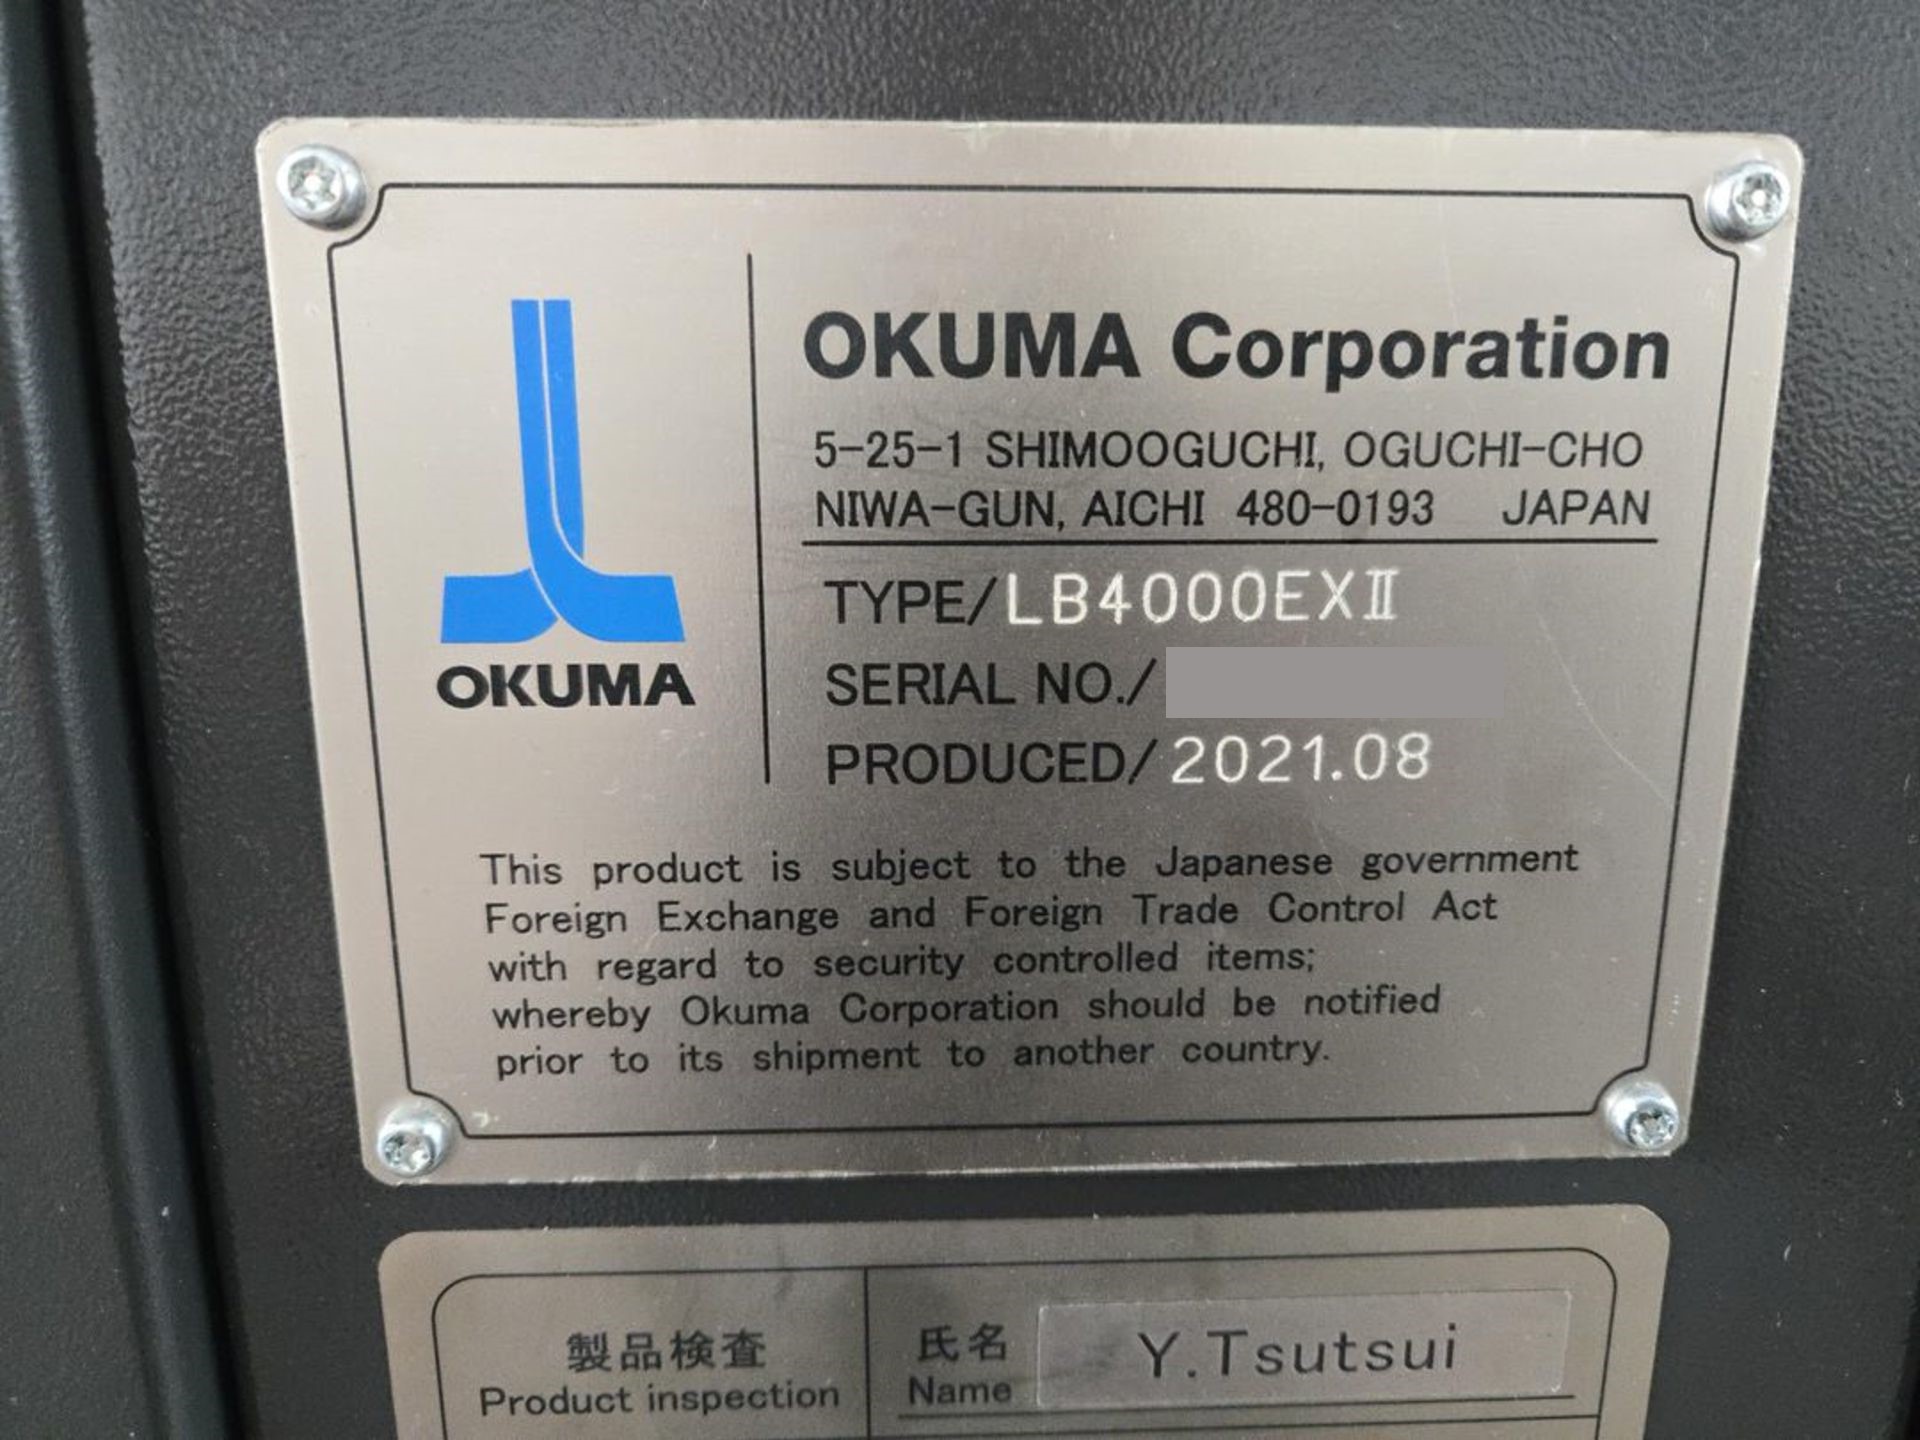 OKUMA
OKUMA Corporation
5-25-1 SHIMOOGUCHI, OGUCHI-CHO
NIWA-GUN, AICHI 480-0193 JAPAN
TYPE/LB4000EXⅡ
SERIAL NO./
PRODUCED/2021.08
This product is subject to the Japanese government
Foreign Exchange and Foreign Trade Control Act
with regard to security controlled items;
whereby Okuma Corporation should be notified
prior to its shipment to another country.
製品検査
Product inspection
氏名
Name
Y.Tsutsui